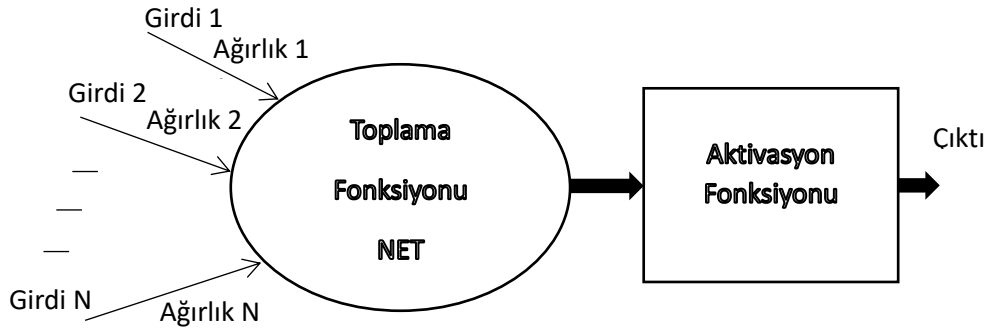 Girdi 1
Ağırlık 1
Girdi 2
Ağırlık 2
Girdi N
Ağırlık N
Toplama
Fonksiyonu
NET
Aktivasyon
Fonksiyonu
Çıktı